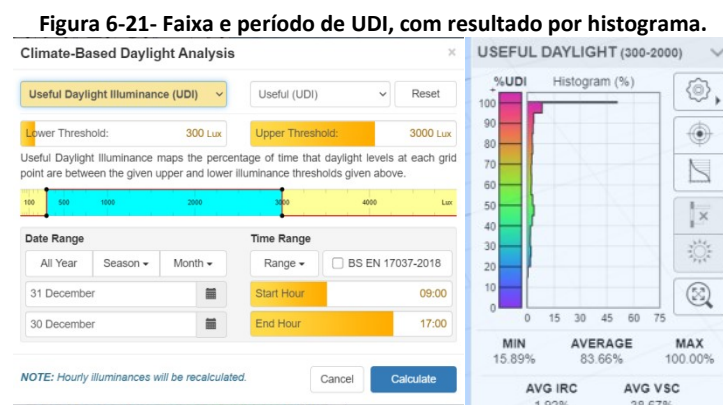 Figura 6-21- Faixa e período de UDI, com resultado por histograma.
Climate-Based Daylight Analysis ×
Useful Daylight Illuminance (UDI) Useful (UDI) Reset
Lower Threshold: 300 Lux Upper Threshold: 3000 Lux
Useful Daylight Illuminance maps the percentage of time that daylight levels at each grid
point are between the given upper and lower illuminance thresholds given above.
100 500 1000 2000 3000 4000 Lux
Date Range Time Range
All Year Season Month Range BS EN 17037-2018
31 December Start Hour 09:00
30 December End Hour 17:00
NOTE: Hourly illuminances will be recalculated. Cancel Calculate
USEFUL DAYLIGHT (300-2000)
%UDI Histogram (%)
+
100
90
80
70
60
50
40
30
20
10
0
0 15 30 45 60 75
MIN AVERAGE MAX
15.89% 83.66% 100.00%
AVG IRC AVG VSC
1.92% 38.67%